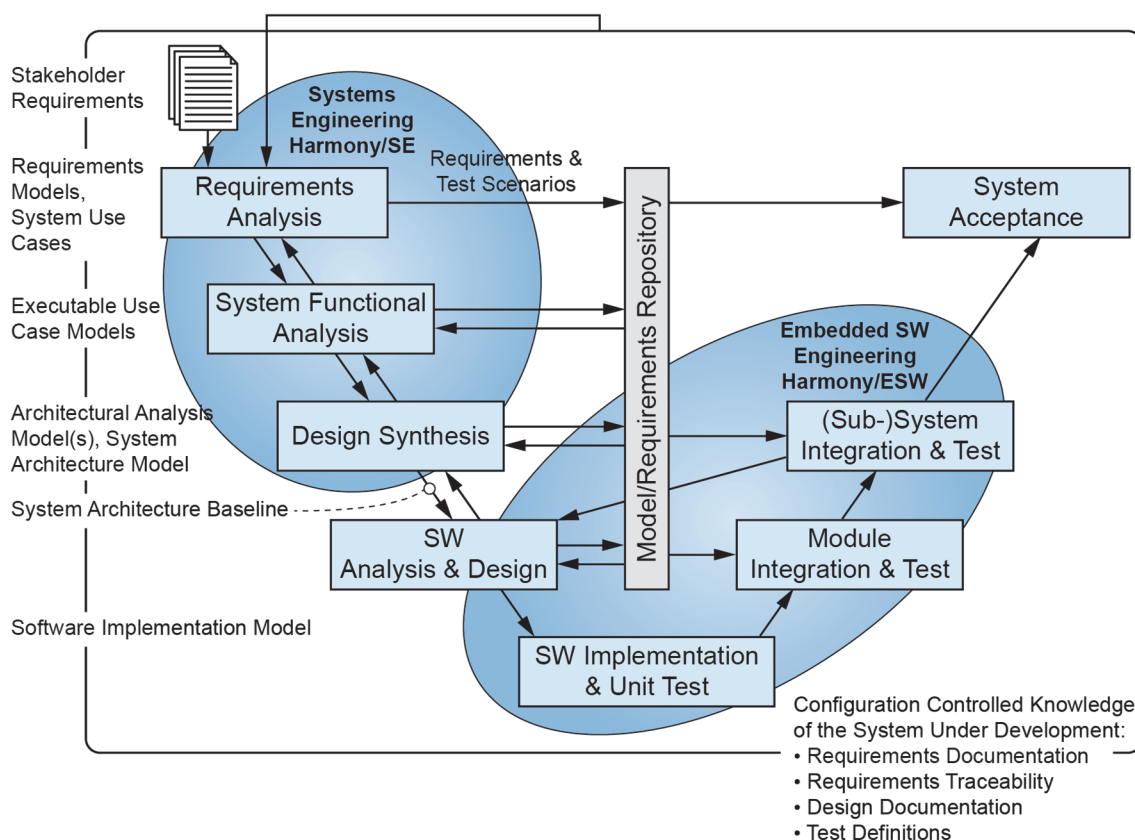 Stakeholder
Requirements
Systems
Engineering
Harmony/SE
Requirements
Models,
System Use
Cases
Requirements
Analysis
Requirements &
Test Scenarios
System
Acceptance
Model/Requirements Repository
Executable Use
Case Models
System Functional
Analysis
Embedded SW
Engineering
Harmony/ESW
Architectural Analysis
Model(s), System
Architecture Model
Design Synthesis
(Sub-)System
Integration & Test
System Architecture Baseline
SW
Analysis & Design
Module
Integration & Test
Software Implementation Model
SW Implementation
& Unit Test
Configuration Controlled Knowledge
of the System Under Development:
• Requirements Documentation
• Requirements Traceability
• Design Documentation
• Test Definitions